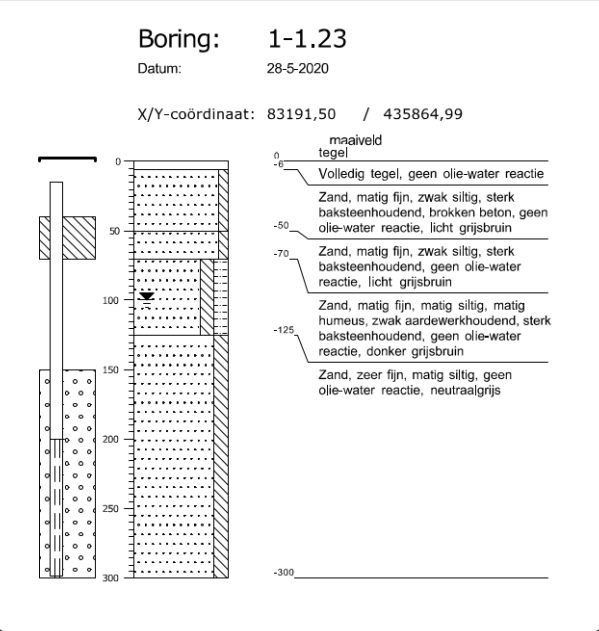 Boring: 1-1.23
Datum: 28-5-2020
X/Y-coördinaat: 83191,50 / 435864,99
maaiveld
0 tegel
-6
Volledig tegel, geen olie-water reactie
Zand, matig fijn, zwak siltig, sterk
baksteenhoudend, brokken beton, geen
-50 olie-water reactie, licht grijsbruin
-70 Zand, matig fijn, zwak siltig, sterk
baksteenhoudend, geen olie-water
reactie, licht grijsbruin
Zand, matig fijn, matig siltig, matig
humeus, zwak aardewerkhoudend, sterk
-125 baksteenhoudend, geen olie-water
reactie, donker grijsbruin
Zand, zeer fijn, matig siltig, geen
olie-water reactie, neutraalgrijs
-300
0
50
100
150
200
250
300